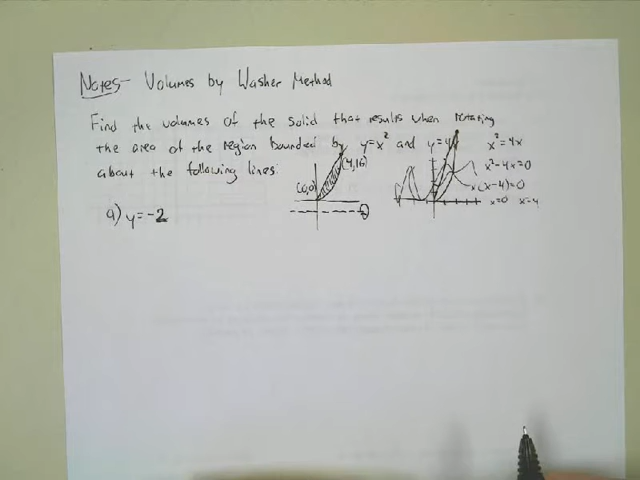 Notes- Volumes by Washer Method
Find the volumes of the solid that results when rotating
the area of the region bounded by y=x² and y=4x
about the following lines:
a) y=-2
(0,0)
(4,16)
x²=4x
x²-4x=0
x(x-4)=0
x=0 x=4